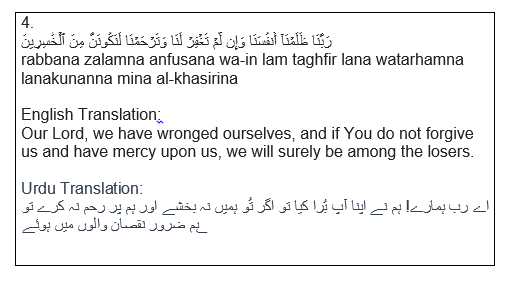 4.
رَبَّنَا ظَلَمْنَآ أَنفُسَنَا وَإِن لَّمْ تَغْفِرْ لَنَا وَتَرْحَمْنَا لَنَكُونَنَّ مِنَ ٱلْخَٰسِرِينَ
rabbana zalamna anfusana wa-in lam taghfir lana watarhamna
lanakunanna mina al-khasirina
English Translation:
Our Lord, we have wronged ourselves, and if You do not forgive
us and have mercy upon us, we will surely be among the losers.
Urdu Translation:
اے رب ہمارے! ہم نے اپنا آپ بُرا کیا تو اگر تُو ہمیں نہ بخشے اور ہم پر رحم نہ کرے تو
ہم ضرور نقصان والوں میں ہوئے